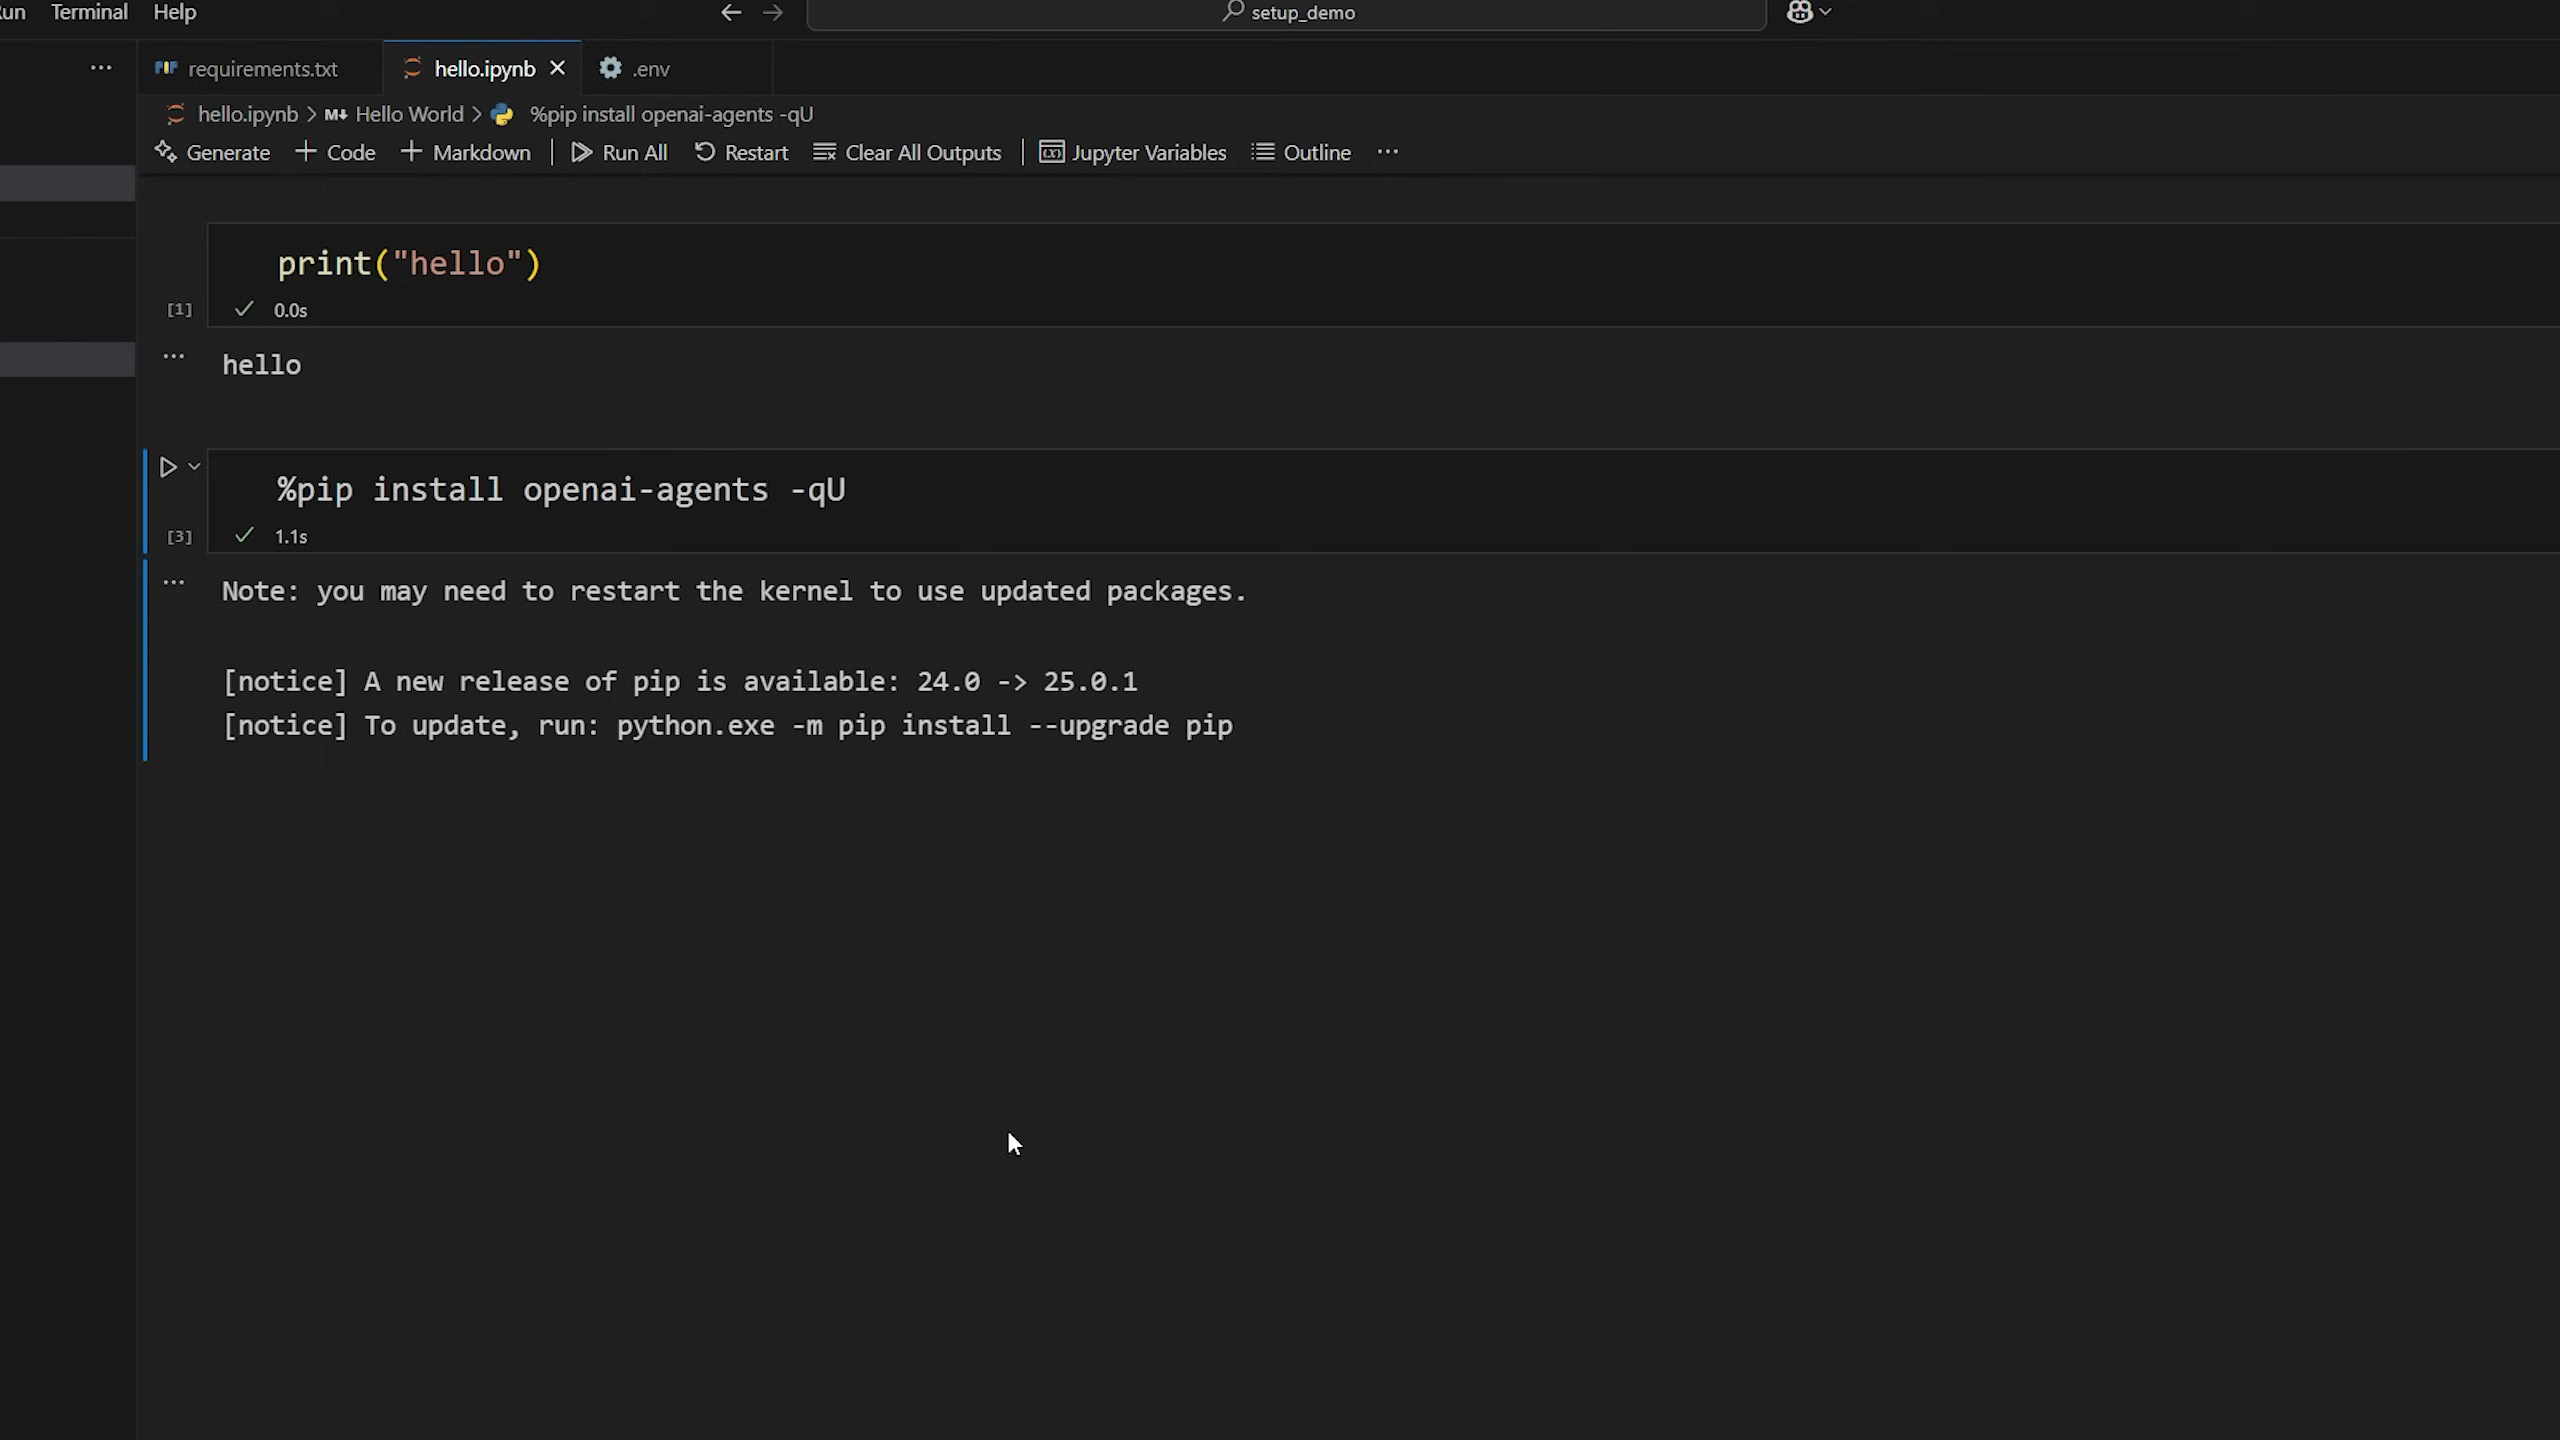 Terminal Help setup_demo
requirements.txt hello.ipynb .env
hello.ipynb > M↓ Hello World > %pip install openai-agents -qU
Generate + Code + Markdown | Run All Restart Clear All Outputs | Jupyter Variables Outline ...
print("hello")
[1] ✓ 0.0s
... hello
%pip install openai-agents -qU
[3] ✓ 1.1s
... Note: you may need to restart the kernel to use updated packages.
[notice] A new release of pip is available: 24.0 -> 25.0.1
[notice] To update, run: python.exe -m pip install --upgrade pip